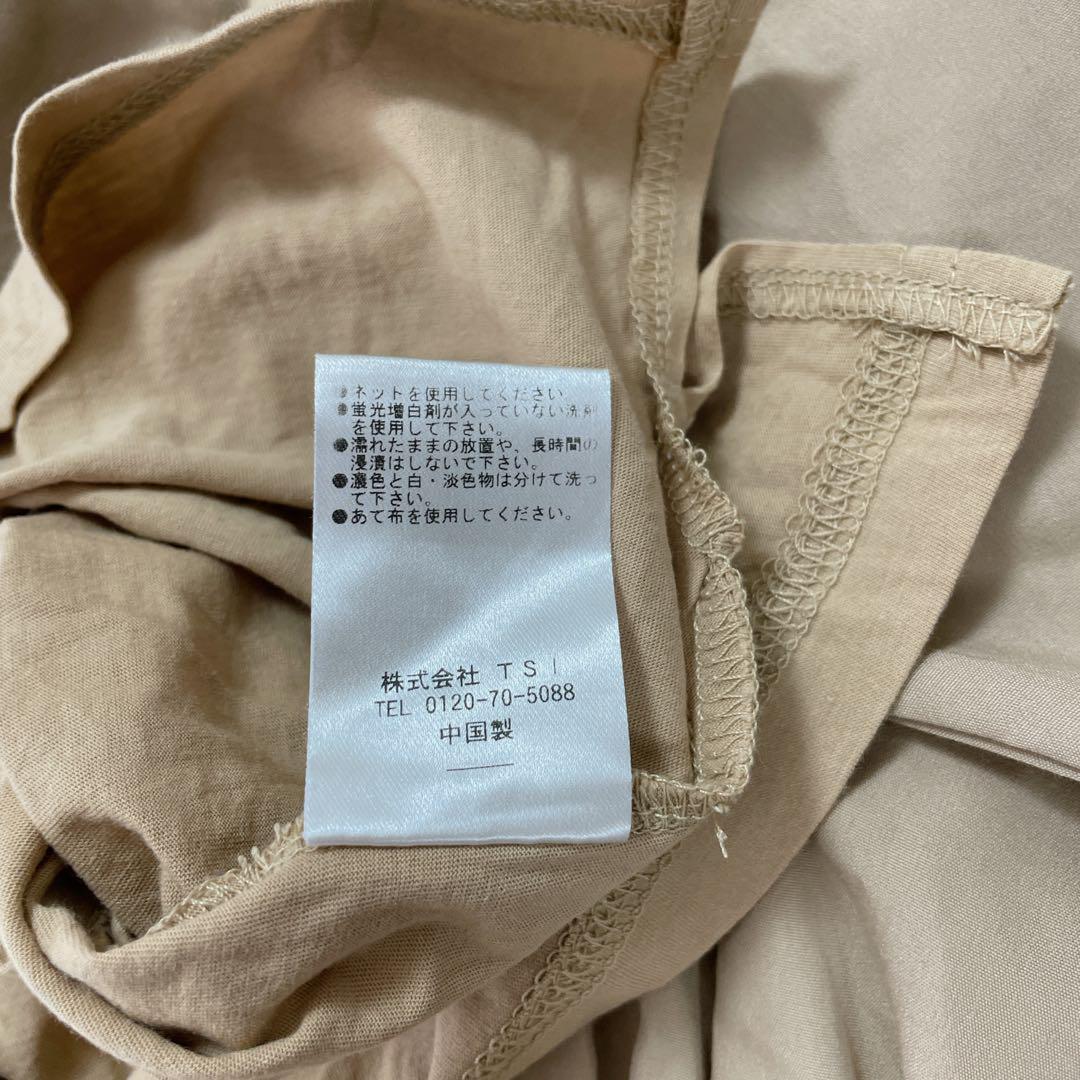 ●ネットを使用してください
●蛍光増白剤が入っていない洗剤
を使用して下さい。
●濡れたままの放置や、長時間の
浸漬はしないで下さい。
●濃色と白・淡色物は分けて洗っ
て下さい。
●あて布を使用してください。
株式会社 TSI
TEL 0120-70-5088
中国製